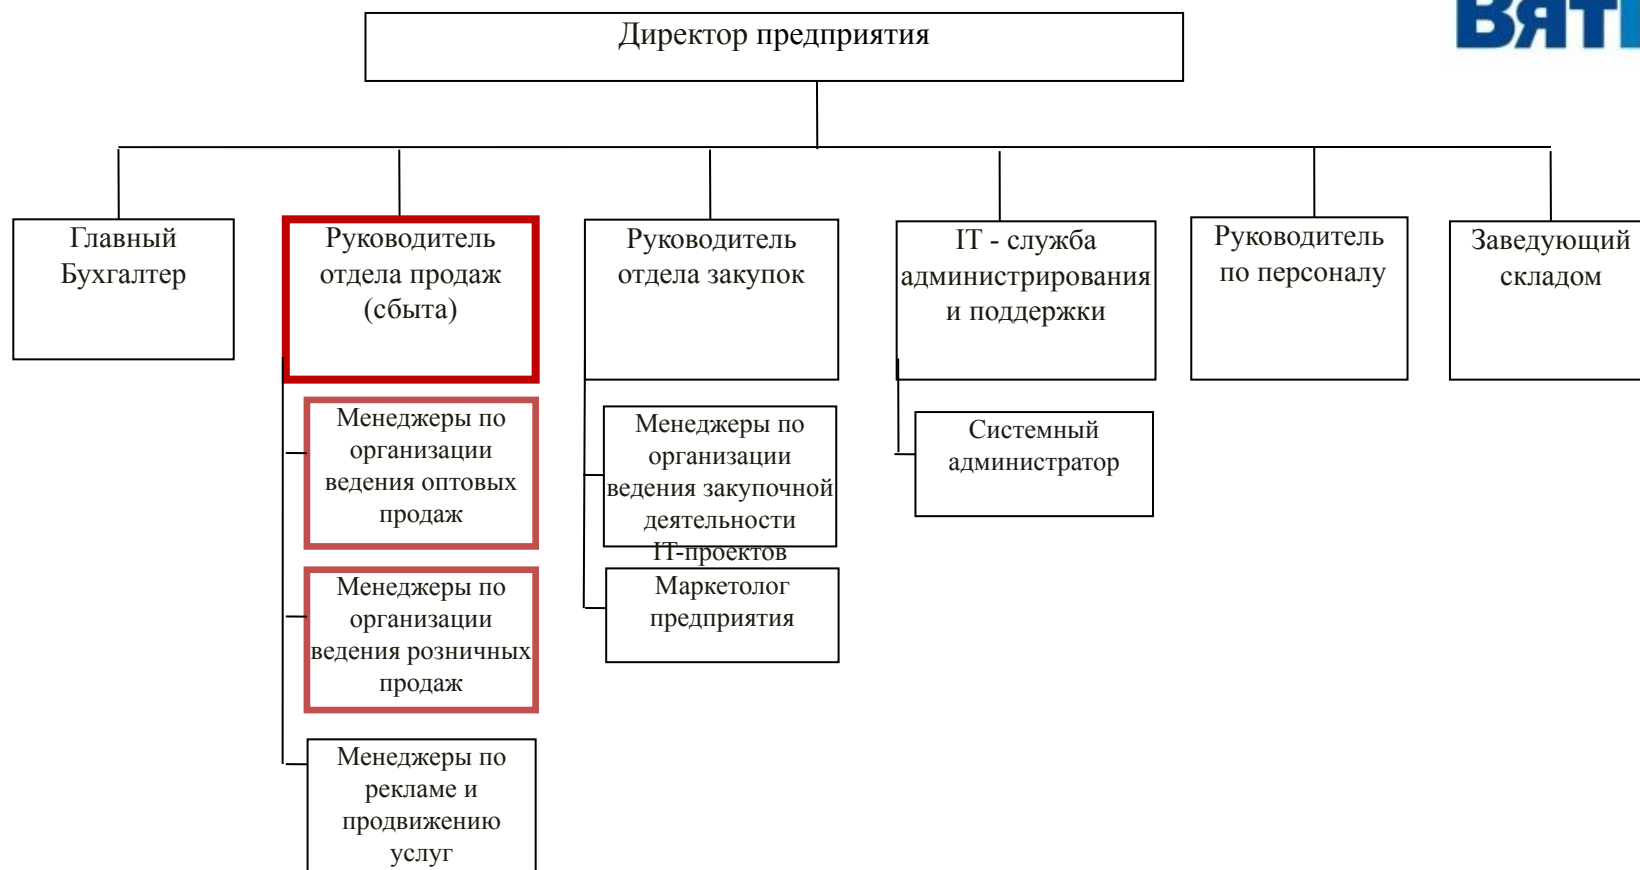 Директор предприятия
Главный
Бухгалтер
Руководитель
отдела продаж
(сбыта)
Руководитель
отдела закупок
IT - служба
администрирования
и поддержки
Руководитель
по персоналу
Заведующий
складом
Менеджеры по
организации
ведения оптовых
продаж
Менеджеры по
организации
ведения розничных
продаж
Менеджеры по
рекламе и
продвижению
услуг
Менеджеры по
организации
ведения закупочной
деятельности
IT-проектов
Маркетолог
предприятия
Системный
администратор